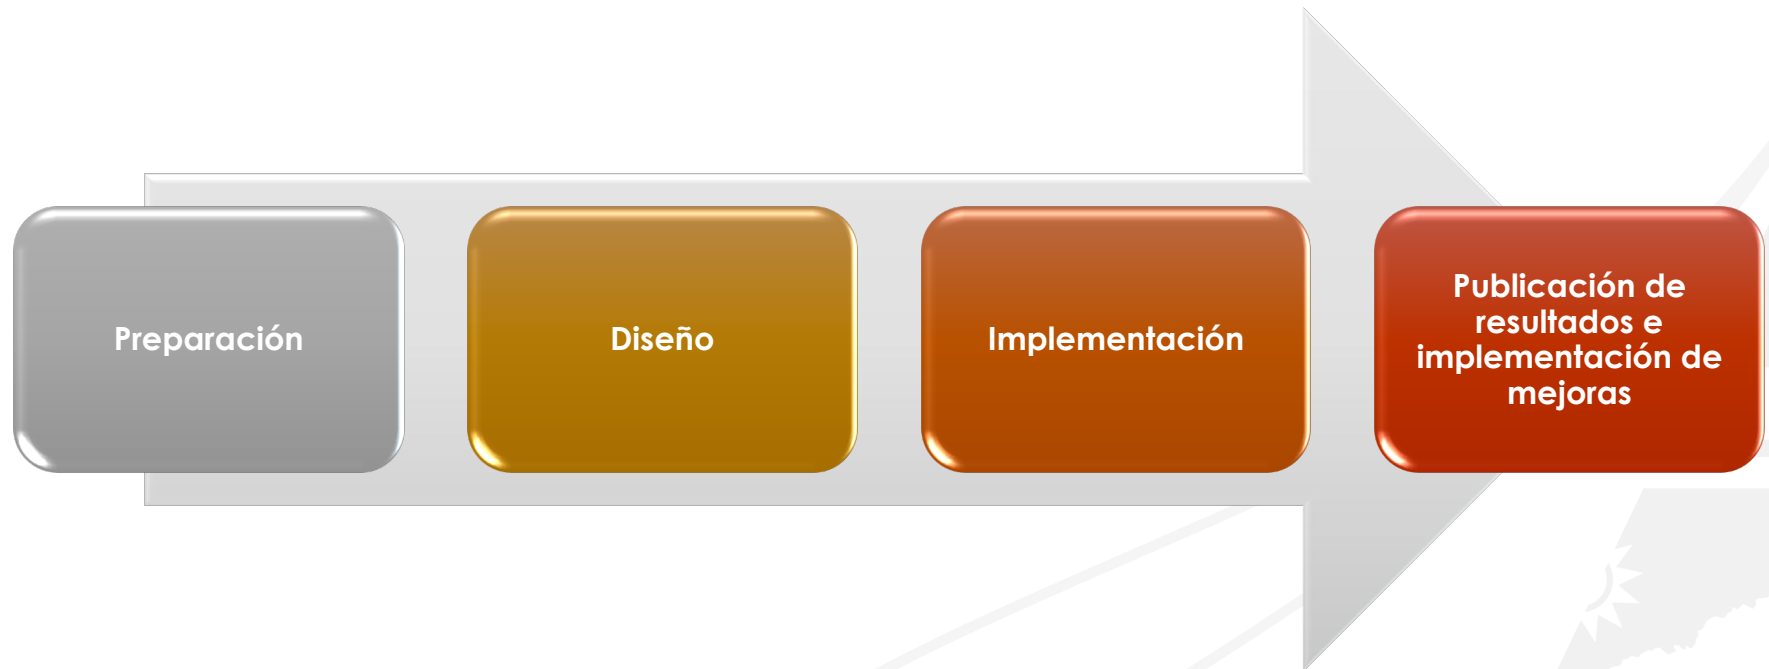 Preparación
Diseño
Implementación
Publicación de
resultados e
implementación de
mejoras